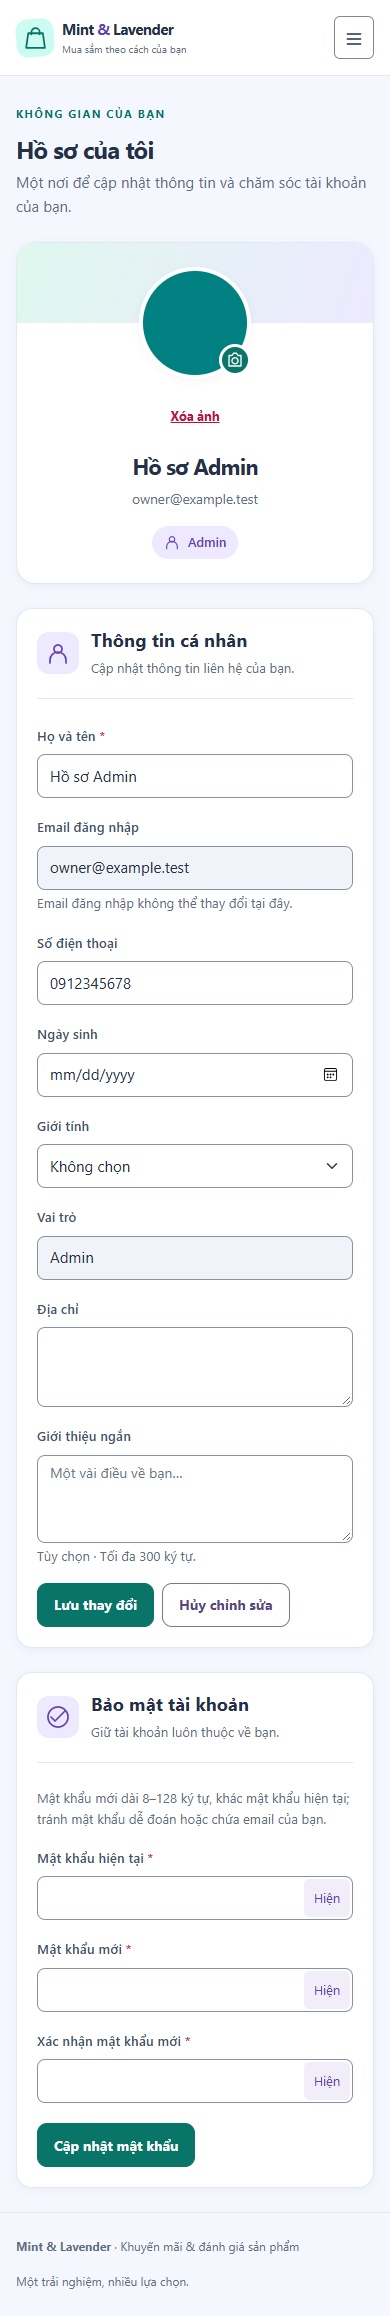 Mint & Lavender
Mua sắm theo cách của bạn
KHÔNG GIAN CỦA BẠN
Hồ sơ của tôi
Một nơi để cập nhật thông tin và chăm sóc tài khoản
của bạn.
Xóa ảnh
Hồ sơ Admin
owner@example.test
Admin
Thông tin cá nhân
Cập nhật thông tin liên hệ của bạn.
Họ và tên *
Hồ sơ Admin
Email đăng nhập
owner@example.test
Email đăng nhập không thể thay đổi tại đây.
Số điện thoại
0912345678
Ngày sinh
mm/dd/yyyy
Giới tính
Không chọn
Vai trò
Admin
Địa chỉ
Giới thiệu ngắn
Một vài điều về bạn...
Tùy chọn · Tối đa 300 ký tự.
Lưu thay đổi
Hủy chỉnh sửa
Bảo mật tài khoản
Giữ tài khoản luôn thuộc về bạn.
Mật khẩu mới dài 8–128 ký tự, khác mật khẩu hiện tại;
tránh mật khẩu dễ đoán hoặc chứa email của bạn.
Mật khẩu hiện tại *
Hiện
Mật khẩu mới *
Hiện
Xác nhận mật khẩu mới *
Hiện
Cập nhật mật khẩu
Mint & Lavender · Khuyến mãi & đánh giá sản phẩm
Một trải nghiệm, nhiều lựa chọn.